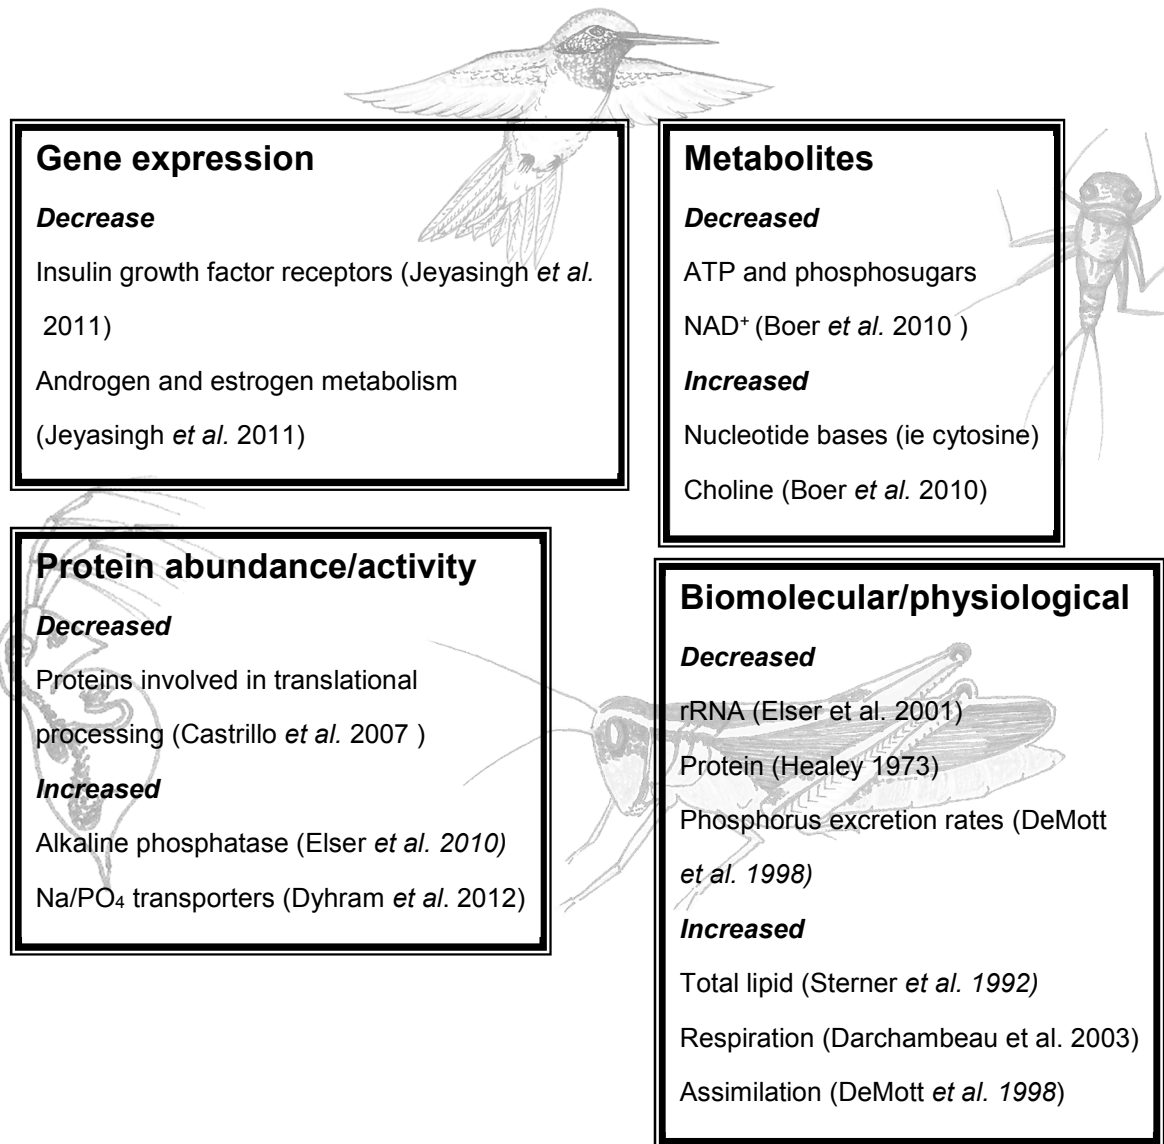 Gene expression
Decrease
Insulin growth factor receptors (Jeyasingh et al.
2011)
Androgen and estrogen metabolism
(Jeyasingh et al. 2011)
Metabolites
Decreased
ATP and phosphosugars
NAD⁺ (Boer et al. 2010 )
Increased
Nucleotide bases (ie cytosine)
Choline (Boer et al. 2010)
Protein abundance/activity
Decreased
Proteins involved in translational
processing (Castrillo et al. 2007 )
Increased
Alkaline phosphatase (Elser et al. 2010)
Na/PO₄ transporters (Dyhram et al. 2012)
Biomolecular/physiological
Decreased
rRNA (Elser et al. 2001)
Protein (Healey 1973)
Phosphorus excretion rates (DeMott
et al. 1998)
Increased
Total lipid (Sterner et al. 1992)
Respiration (Darchambeau et al. 2003)
Assimilation (DeMott et al. 1998)